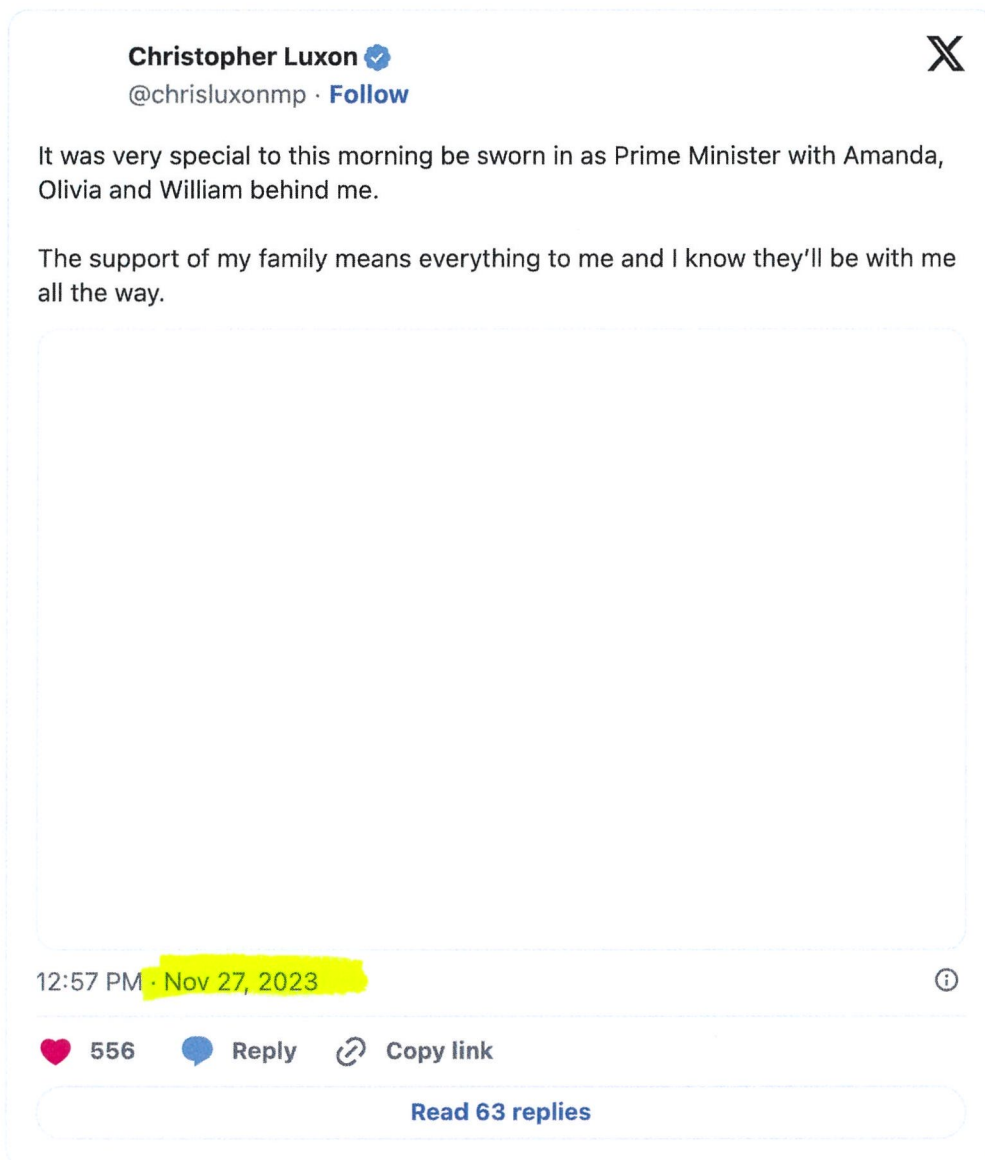 Christopher Luxon
@chrisluxonmp · Follow
It was very special to this morning be sworn in as Prime Minister with Amanda,
Olivia and William behind me.
The support of my family means everything to me and I know they'll be with me
all the way.
12:57 PM · Nov 27, 2023
556 Reply Copy link
Read 63 replies